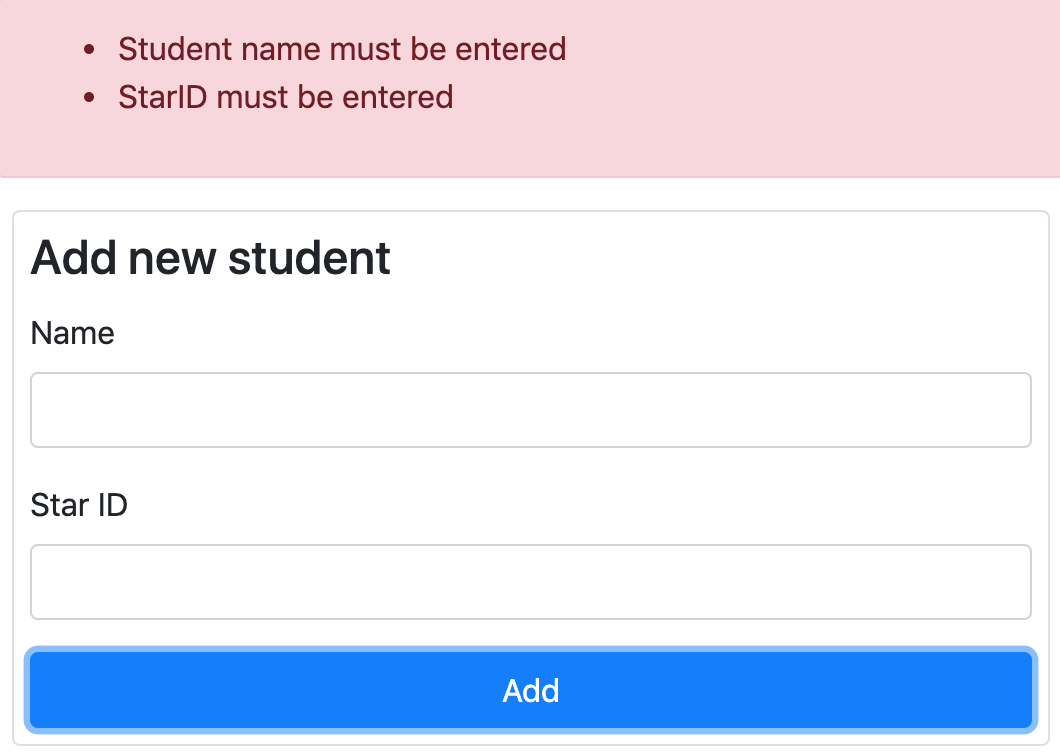 Student name must be entered
StarID must be entered
Add new student
Name
Star ID
Add